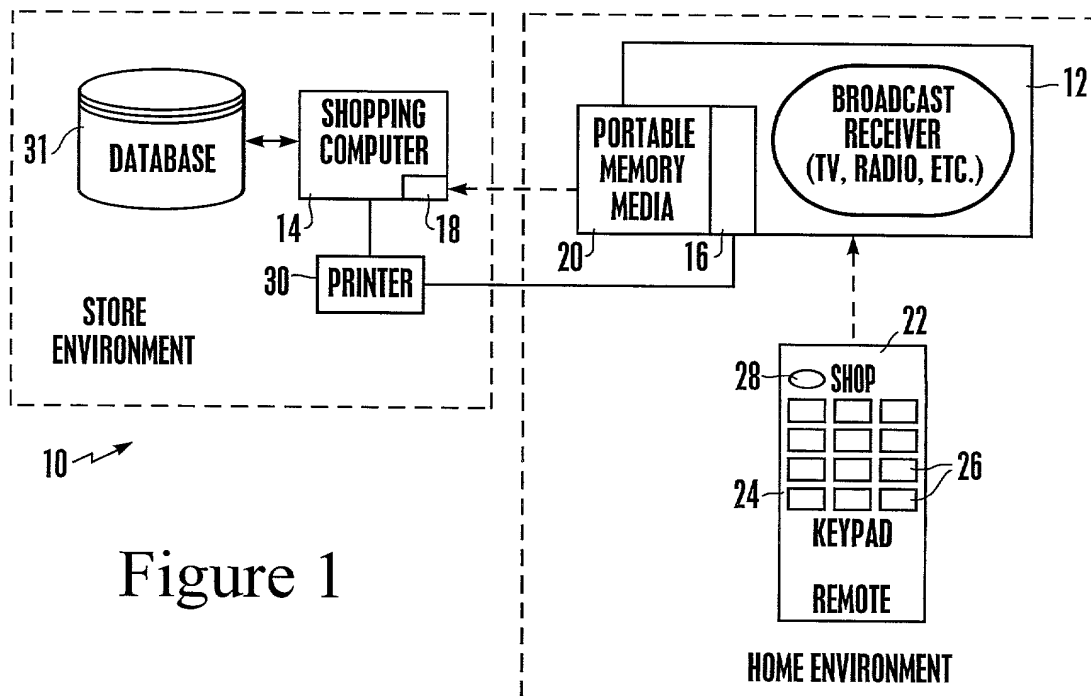 31
DATABASE
SHOPPING
COMPUTER
14
18
30
PRINTER
STORE
ENVIRONMENT
10
Figure 1
12
BROADCAST
RECEIVER
(TV, RADIO, ETC.)
PORTABLE
MEMORY
MEDIA
20
16
22
28
SHOP
24
26
KEYPAD
REMOTE
HOME ENVIRONMENT